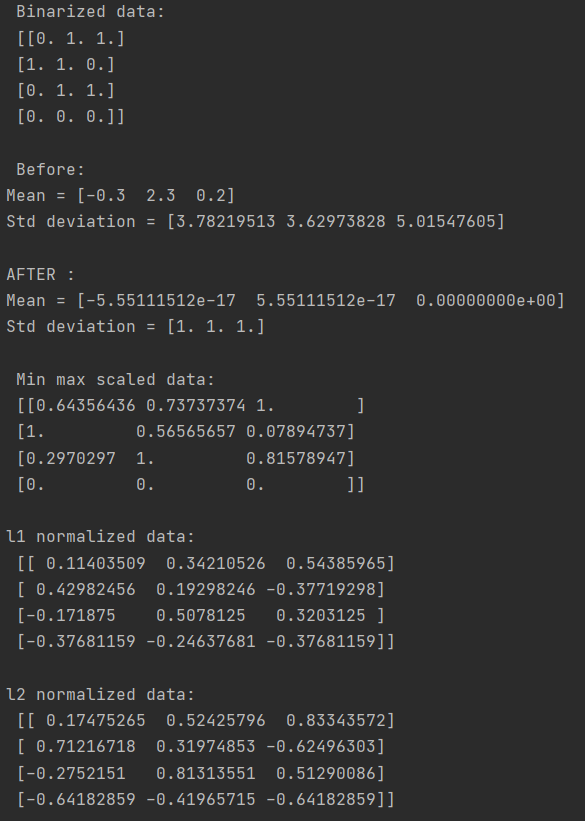 Binarized data:
[[0. 1. 1.]
[1. 1. 0.]
[0. 1. 1.]
[0. 0. 0.]]
Before:
Mean = [-0.3  2.3  0.2]
Std deviation = [3.78219513 3.62973828 5.01547605]
AFTER :
Mean = [-5.55111512e-17  5.55111512e-17  0.00000000e+00]
Std deviation = [1. 1. 1.]
Min max scaled data:
[[0.64356436 0.73737374 1.        ]
[1.         0.56565657 0.07894737]
[0.2970297  1.         0.81578947]
[0.         0.         0.        ]]
l1 normalized data:
[[ 0.11403509  0.34210526  0.54385965]
[ 0.42982456  0.19298246 -0.37719298]
[-0.171875    0.5078125   0.3203125 ]
[-0.37681159 -0.24637681 -0.37681159]]
l2 normalized data:
[[ 0.17475265  0.52425796  0.83343572]
[ 0.71216718  0.31974853 -0.62496303]
[-0.2752151   0.81313551  0.51290086]
[-0.64182859 -0.41965715 -0.64182859]]